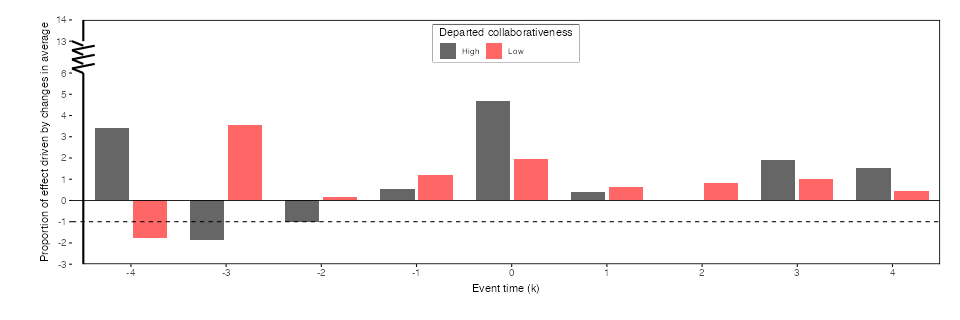 Proportion of effect driven by changes in average
14
13
6
5
4
3
2
1
0
-1
-2
-3
Departed collaborativeness
High Low
-4 -3 -2 -1 0 1 2 3 4
Event time (k)